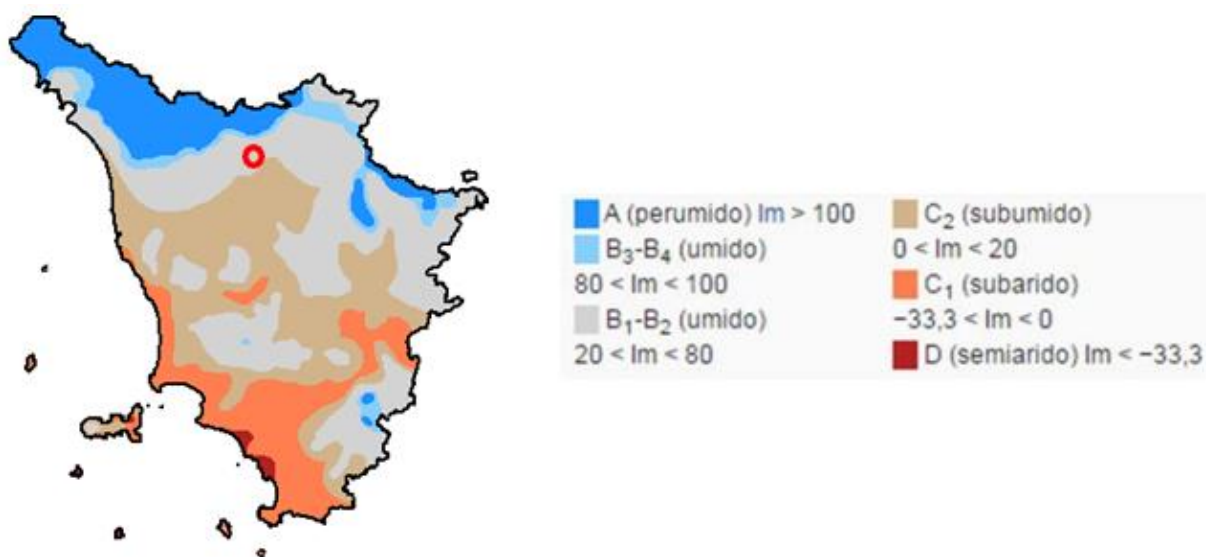 A (perumido) Im > 100
B₃-B₄ (umido)
80 < Im < 100
B₁-B₂ (umido)
20 < Im < 80
C₂ (subumido)
0 < Im < 20
C₁ (subarido)
−33,3 < Im < 0
D (semiarido) Im < −33,3